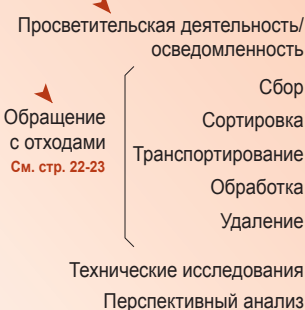 Просветительская деятельность/
осведомленность
Обращение
с отходами
См. стр. 22-23
Сбор
Сортировка
Транспортирование
Обработка
Удаление
Технические исследования
Перспективный анализ